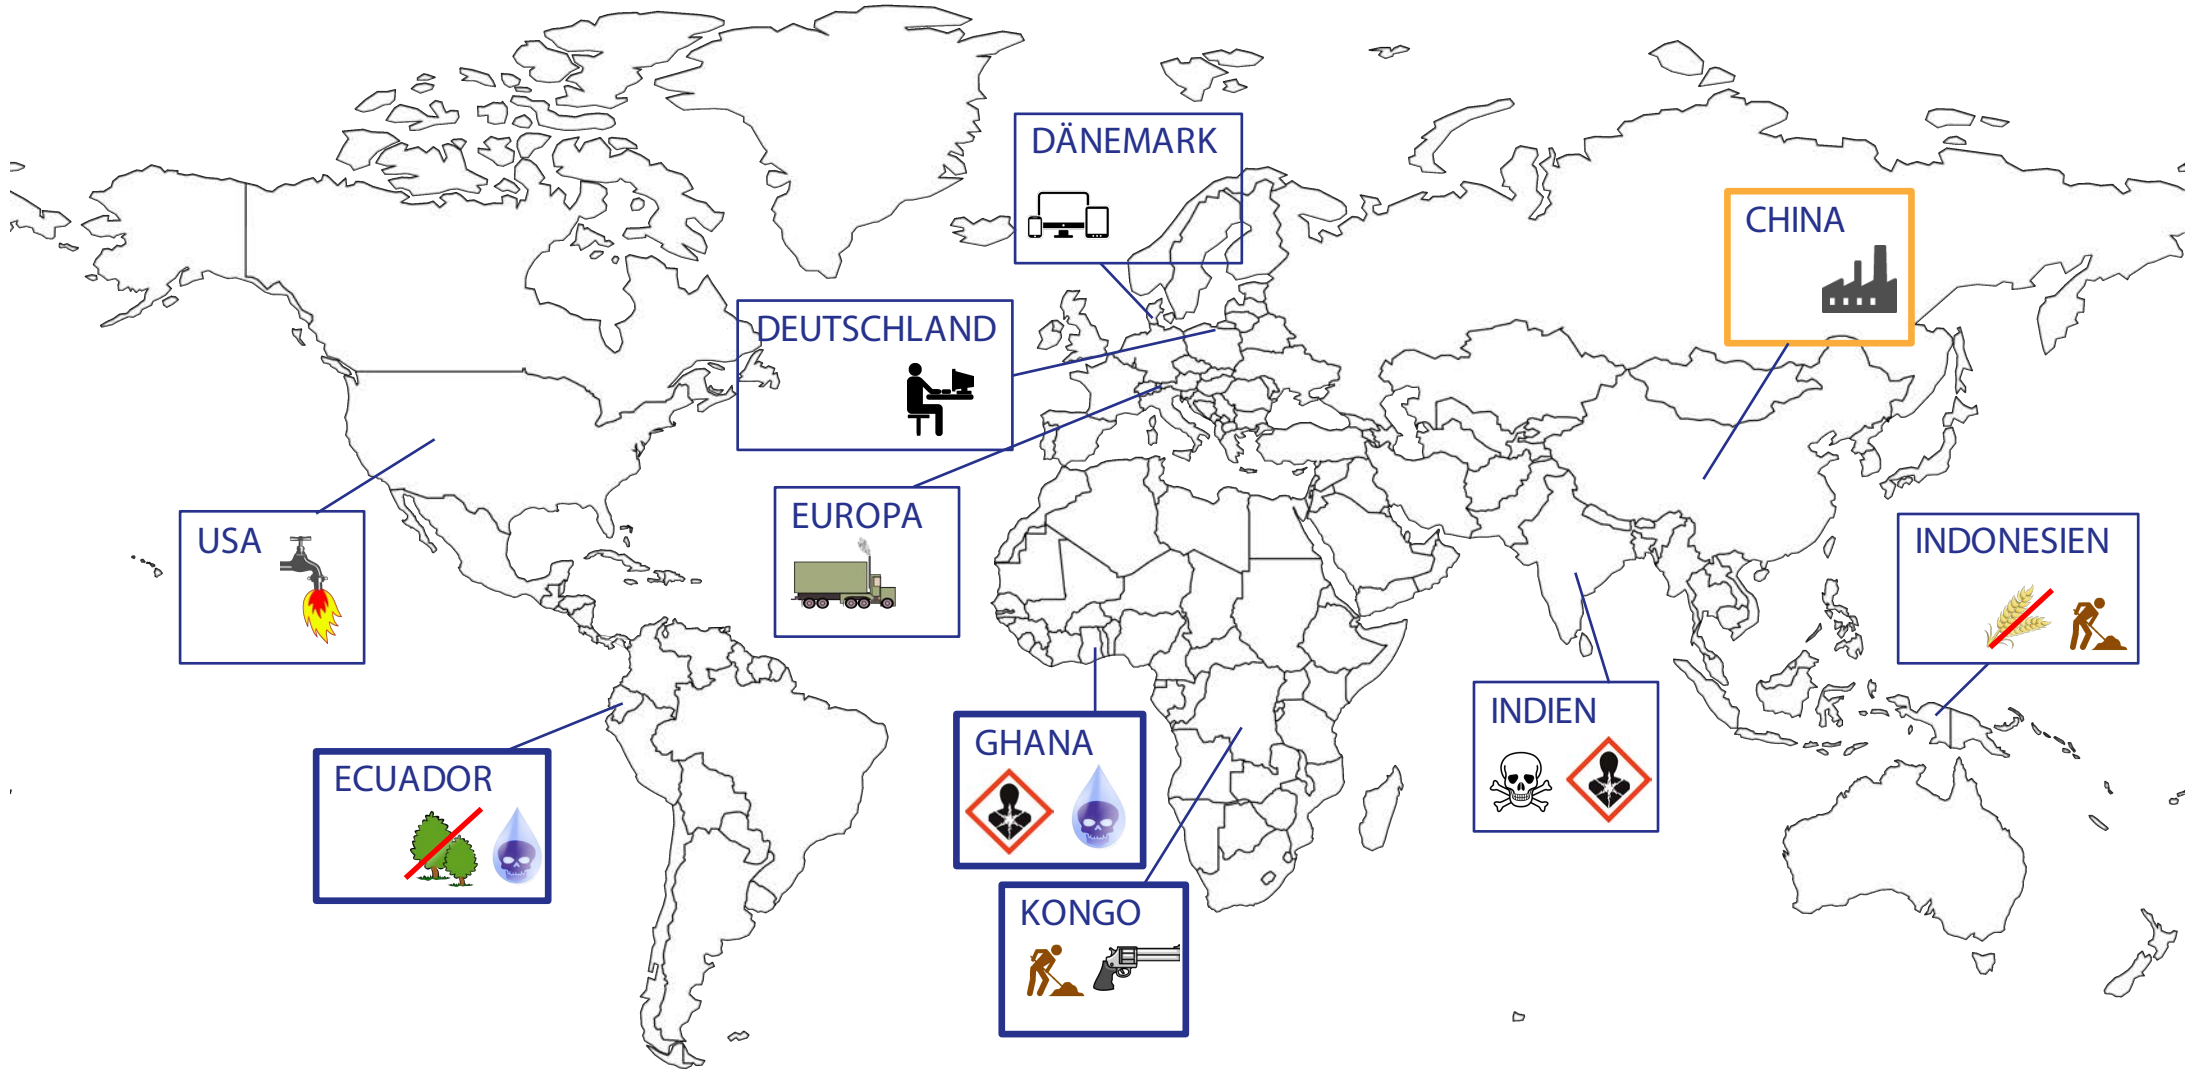 DÄNEMARK
CHINA
DEUTSCHLAND
EUROPA
USA
INDONESIEN
INDIEN
GHANA
ECUADOR
KONGO